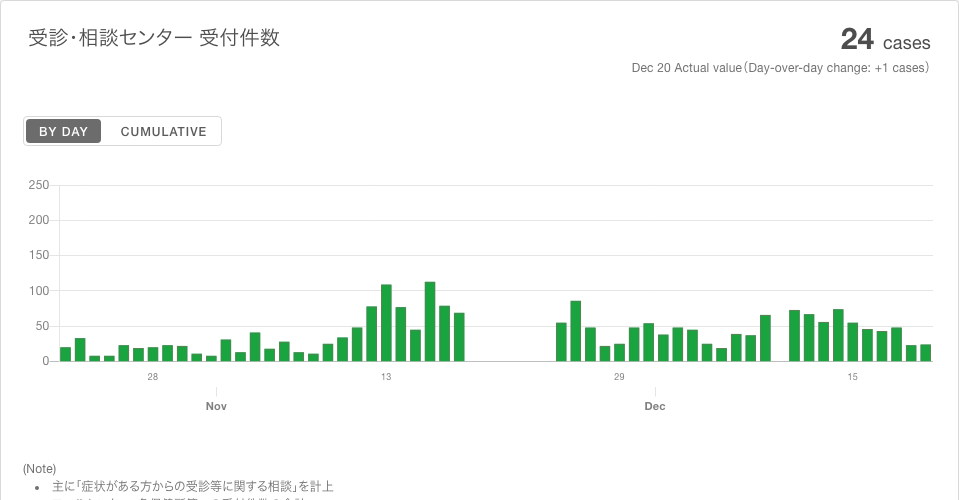 受診・相談センター 受付件数
24 cases
Dec 20 Actual value（Day-over-day change: +1 cases）
BY DAY
CUMULATIVE
250
200
150
100
50
0
28
13
29
15
Nov
Dec
(Note)
• 主に「症状がある方からの受診等に関する相談」を計上